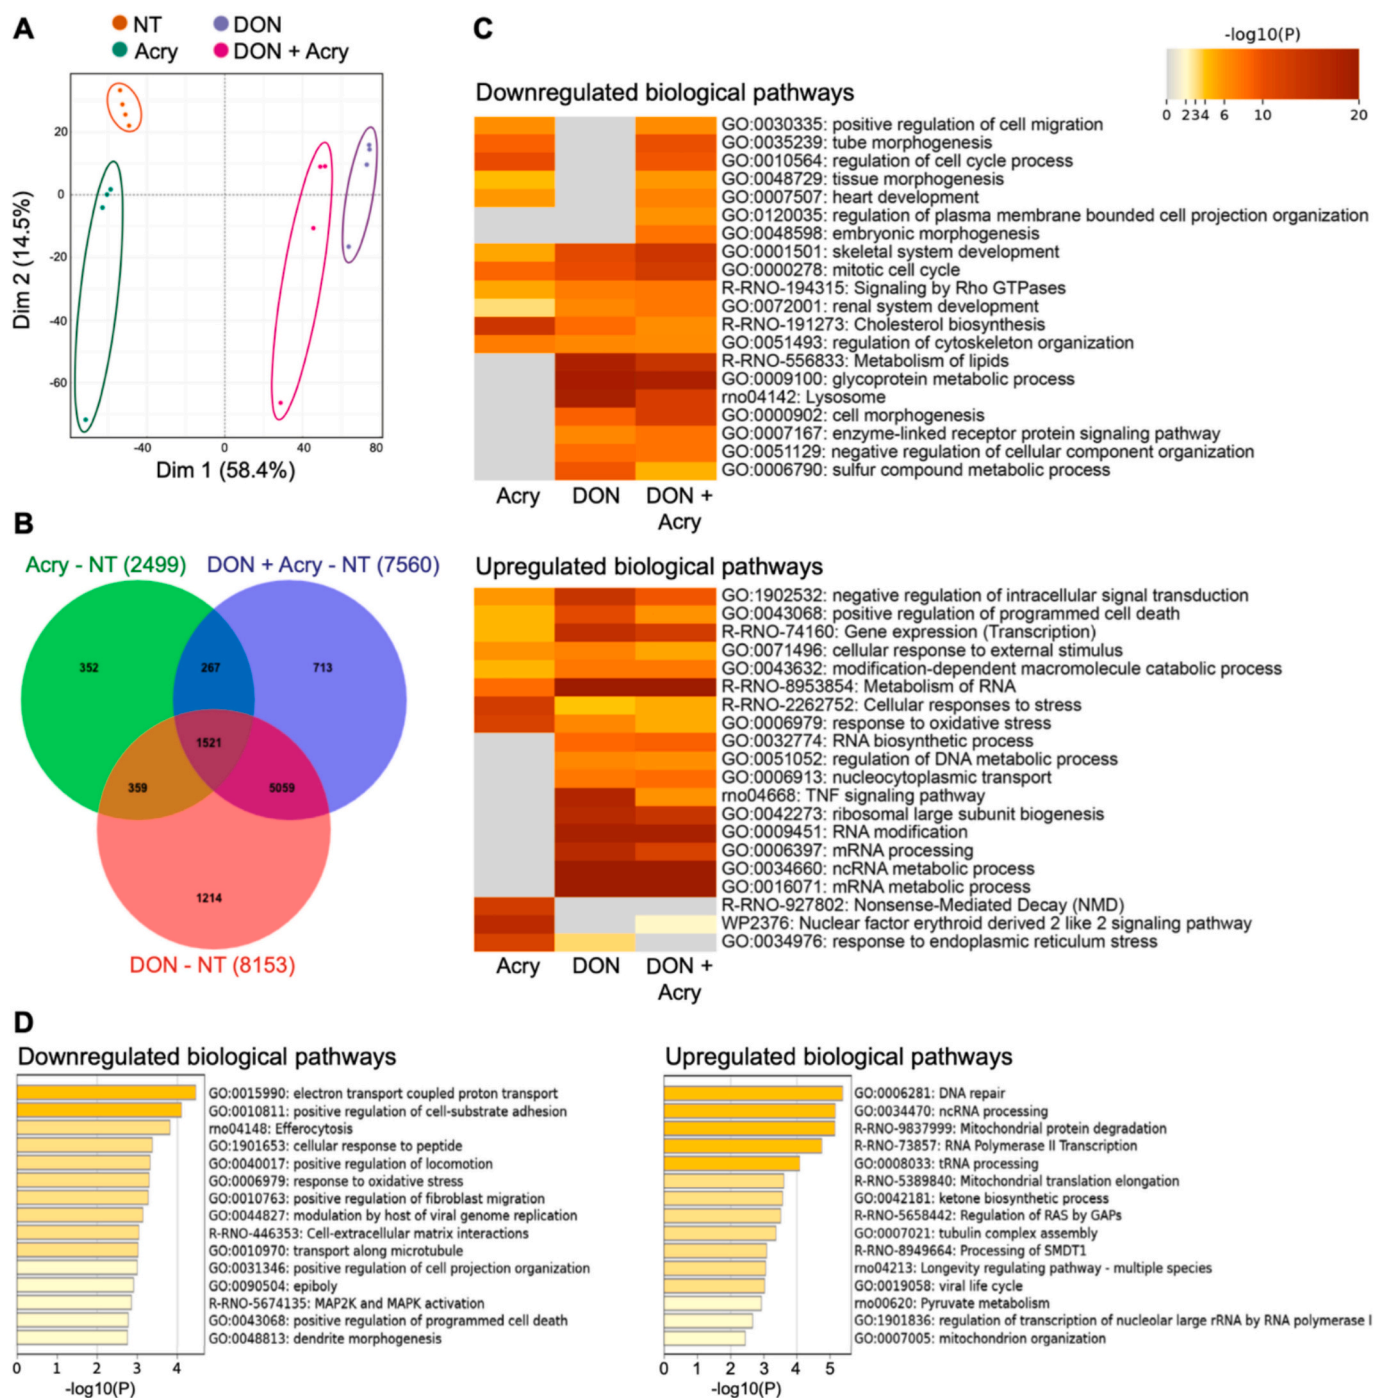 A
NT
DON
Acry
DON + Acry
20
0
-20
-40
-60
-40
0
40
80
Dim 2 (14.5%)
Dim 1 (58.4%)
B
Acry - NT (2499)
DON + Acry - NT (7560)
352
267
713
1521
359
5059
1214
DON - NT (8153)
C
-log10(P)
0 2 3 4 6 10 20
Downregulated biological pathways
GO:0030335: positive regulation of cell migration
GO:0035239: tube morphogenesis
GO:0010564: regulation of cell cycle process
GO:0048729: tissue morphogenesis
GO:0007507: heart development
GO:0120035: regulation of plasma membrane bounded cell projection organization
GO:0048598: embryonic morphogenesis
GO:0001501: skeletal system development
GO:0000278: mitotic cell cycle
R-RNO-194315: Signaling by Rho GTPases
GO:0072001: renal system development
R-RNO-191273: Cholesterol biosynthesis
GO:0051493: regulation of cytoskeleton organization
R-RNO-556833: Metabolism of lipids
GO:0009100: glycoprotein metabolic process
rno04142: Lysosome
GO:0000902: cell morphogenesis
GO:0007167: enzyme-linked receptor protein signaling pathway
GO:0051129: negative regulation of cellular component organization
GO:0006790: sulfur compound metabolic process
Acry DON DON +
Acry
Upregulated biological pathways
GO:1902532: negative regulation of intracellular signal transduction
GO:0043068: positive regulation of programmed cell death
R-RNO-74160: Gene expression (Transcription)
GO:0071496: cellular response to external stimulus
GO:0043632: modification-dependent macromolecule catabolic process
R-RNO-8953854: Metabolism of RNA
R-RNO-2262752: Cellular responses to stress
GO:0006979: response to oxidative stress
GO:0032774: RNA biosynthetic process
GO:0051052: regulation of DNA metabolic process
GO:0006913: nucleocytoplasmic transport
rno04668: TNF signaling pathway
GO:0042273: ribosomal large subunit biogenesis
GO:0009451: RNA modification
GO:0006397: mRNA processing
GO:0034660: ncRNA metabolic process
GO:0016071: mRNA metabolic process
R-RNO-927802: Nonsense-Mediated Decay (NMD)
WP2376: Nuclear factor erythroid derived 2 like 2 signaling pathway
GO:0034976: response to endoplasmic reticulum stress
Acry DON DON +
Acry
D
Downregulated biological pathways
GO:0015990: electron transport coupled proton transport
GO:0010811: positive regulation of cell-substrate adhesion
rno04148: Efferocytosis
GO:1901653: cellular response to peptide
GO:0040017: positive regulation of locomotion
GO:0006979: response to oxidative stress
GO:0010763: positive regulation of fibroblast migration
GO:0044827: modulation by host of viral genome replication
R-RNO-446353: Cell-extracellular matrix interactions
GO:0010970: transport along microtubule
GO:0031346: positive regulation of cell projection organization
GO:0090504: epiboly
R-RNO-5674135: MAP2K and MAPK activation
GO:0043068: positive regulation of programmed cell death
GO:0048813: dendrite morphogenesis
0 1 2 3 4
-log10(P)
Upregulated biological pathways
GO:0006281: DNA repair
GO:0034470: ncRNA processing
R-RNO-9837999: Mitochondrial protein degradation
R-RNO-73857: RNA Polymerase II Transcription
GO:0008033: tRNA processing
R-RNO-5389840: Mitochondrial translation elongation
GO:0042181: ketone biosynthetic process
R-RNO-5658442: Regulation of RAS by GAPs
GO:0007021: tubulin complex assembly
R-RNO-8949664: Processing of SMDT1
rno04213: Longevity regulating pathway - multiple species
GO:0019058: viral life cycle
rno00620: Pyruvate metabolism
GO:1901836: regulation of transcription of nucleolar large rRNA by RNA polymerase I
GO:0007005: mitochondrion organization
0 1 2 3 4 5
-log10(P)